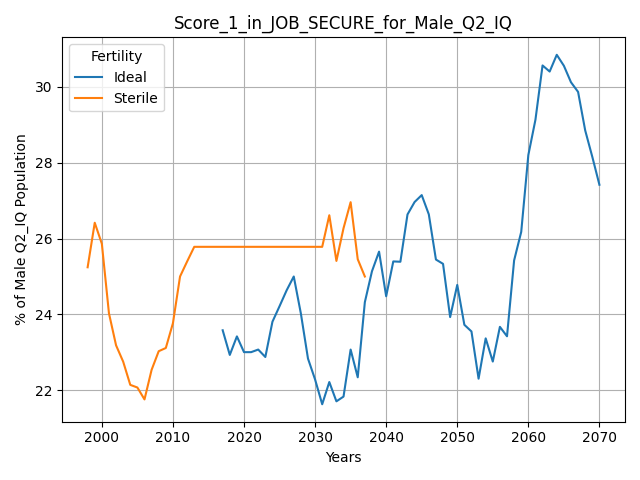 Score_1_in_JOB_SECURE_for_Male_Q2_IQ
Fertility
Ideal
Sterile
% of Male Q2_IQ Population
30
28
26
24
22
2000 2010 2020 2030 2040 2050 2060 2070
Years